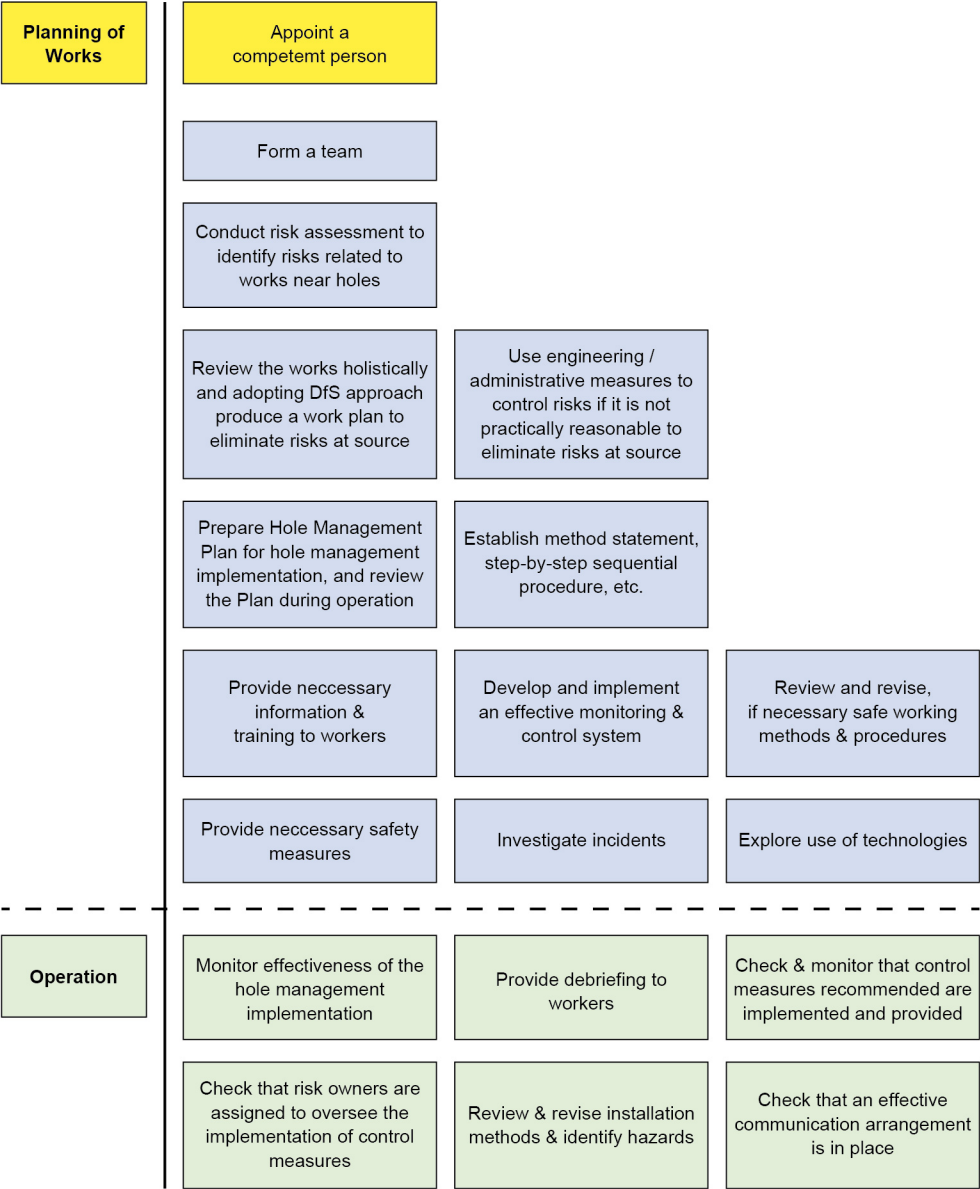 Planning of
Works
Appoint a
competemt person
Form a team
Conduct risk assessment to
identify risks related to
works near holes
Review the works holistically
and adopting DfS approach
produce a work plan to
eliminate risks at source
Use engineering /
administrative measures to
control risks if it is not
practically reasonable to
eliminate risks at source
Prepare Hole Management
Plan for hole management
implementation, and review
the Plan during operation
Establish method statement,
step-by-step sequential
procedure, etc.
Provide neccessary
information &
training to workers
Develop and implement
an effective monitoring &
control system
Review and revise,
if necessary safe working
methods & procedures
Provide neccessary safety
measures
Investigate incidents
Explore use of technologies
Operation
Monitor effectiveness of the
hole management
implementation
Provide debriefing to
workers
Check & monitor that control
measures recommended are
implemented and provided
Check that risk owners are
assigned to oversee the
implementation of control
measures
Review & revise installation
methods & identify hazards
Check that an effective
communication arrangement
is in place